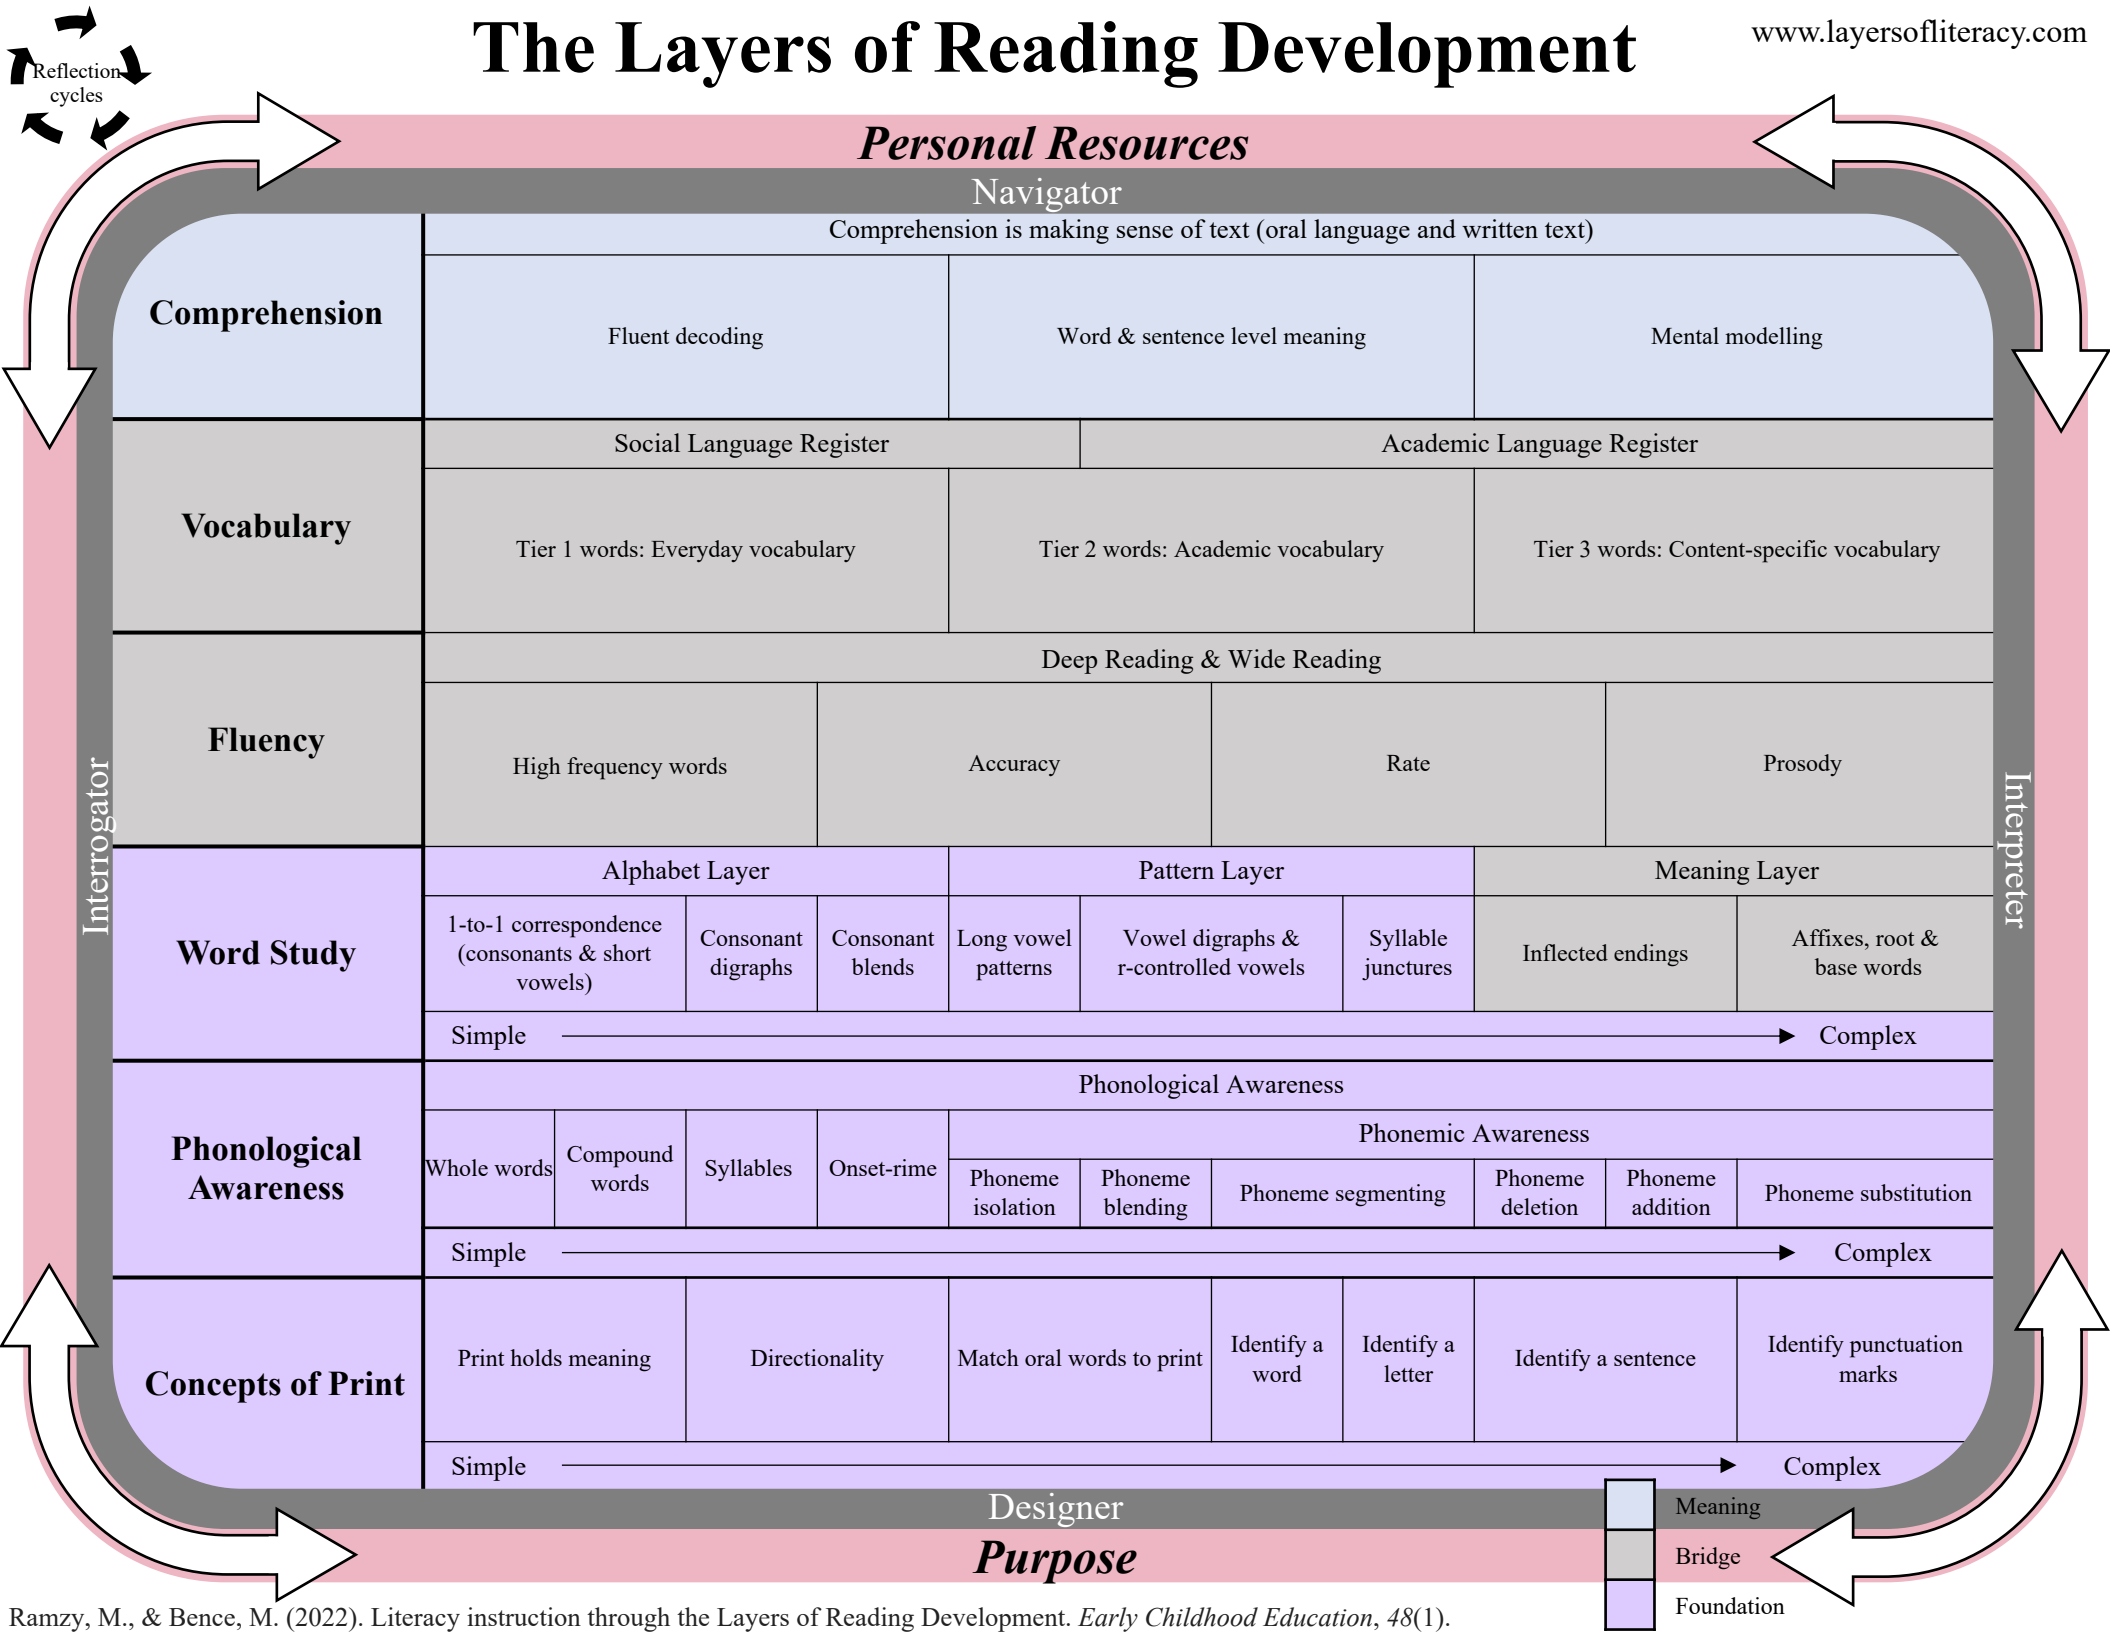 The Layers of Reading Development
www.layersofliteracy.com
Reflection
cycles
Personal Resources
Navigator
Interrogator
Interpreter
Comprehension
Comprehension is making sense of text (oral language and written text)
Fluent decoding
Word & sentence level meaning
Mental modelling
Vocabulary
Social Language Register
Academic Language Register
Tier 1 words: Everyday vocabulary
Tier 2 words: Academic vocabulary
Tier 3 words: Content-specific vocabulary
Fluency
Deep Reading & Wide Reading
High frequency words
Accuracy
Rate
Prosody
Word Study
Alphabet Layer
Pattern Layer
Meaning Layer
1-to-1 correspondence
(consonants & short
vowels)
Consonant
digraphs
Consonant
blends
Long vowel
patterns
Vowel digraphs &
r-controlled vowels
Syllable
junctures
Inflected endings
Affixes, root &
base words
Simple
Complex
Phonological
Awareness
Phonological Awareness
Whole words
Compound
words
Syllables
Onset-rime
Phonemic Awareness
Phoneme
isolation
Phoneme
blending
Phoneme segmenting
Phoneme
deletion
Phoneme
addition
Phoneme substitution
Simple
Complex
Concepts of Print
Print holds meaning
Directionality
Match oral words to print
Identify a
word
Identify a
letter
Identify a sentence
Identify punctuation
marks
Simple
Complex
Designer
Purpose
Meaning
Bridge
Foundation
Ramzy, M., & Bence, M. (2022). Literacy instruction through the Layers of Reading Development. Early Childhood Education, 48(1).